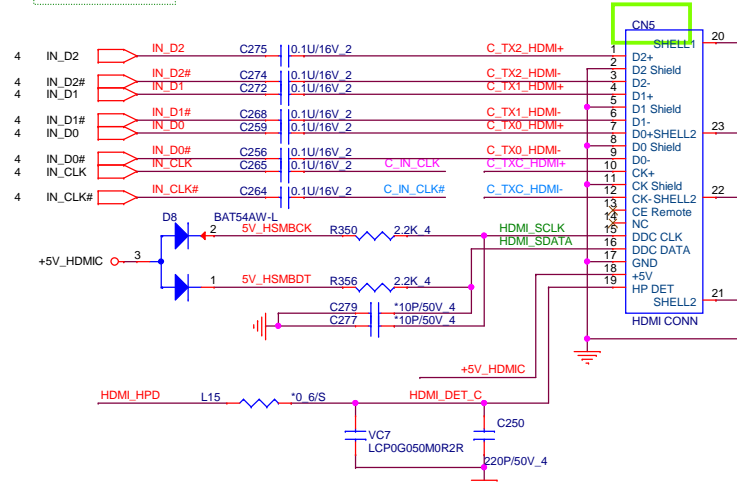 CN5
20
SHELL1
4 IN_D2 IN_D2 C275 0.1U/16V_2 C_TX2_HDMI+ 1 D2+
2 D2 Shield
4 IN_D2# IN_D2# C274 0.1U/16V_2 C_TX2_HDMI- 3 D2-
4 IN_D1 IN_D1 C272 0.1U/16V_2 C_TX1_HDMI+ 4 D1+
5 D1 Shield
4 IN_D1# IN_D1# C268 0.1U/16V_2 C_TX1_HDMI- 6 D1-
4 IN_D0 IN_D0 C259 0.1U/16V_2 C_TX0_HDMI+ 7 D0+ SHELL2 23
8 D0 Shield
4 IN_D0# IN_D0# C256 0.1U/16V_2 C_TX0_HDMI- 9 D0-
4 IN_CLK IN_CLK C265 0.1U/16V_2 C_IN_CLK C_TXC_HDMI+ 10 CK+
11 CK Shield
4 IN_CLK# IN_CLK# C264 0.1U/16V_2 C_IN_CLK# C_TXC_HDMI- 12 CK- SHELL2 22
13 CE Remote
14 NC
D8 BAT54AW-L
2 5V_HSMBCK R350 2.2K_4 HDMI_SCLK 15 DDC CLK
HDMI_SDATA 16 DDC DATA
+5V_HDMIC 3
17 GND
18 +5V
1 5V_HSMBDT R356 2.2K_4 19 HP DET
SHELL2 21
C279 *10P/50V_4
C277 *10P/50V_4
HDMI CONN
+5V_HDMIC
HDMI_HPD L15 *0_6/S HDMI_DET_C
C250
VC7
LCP0G050M0R2R
220P/50V_4